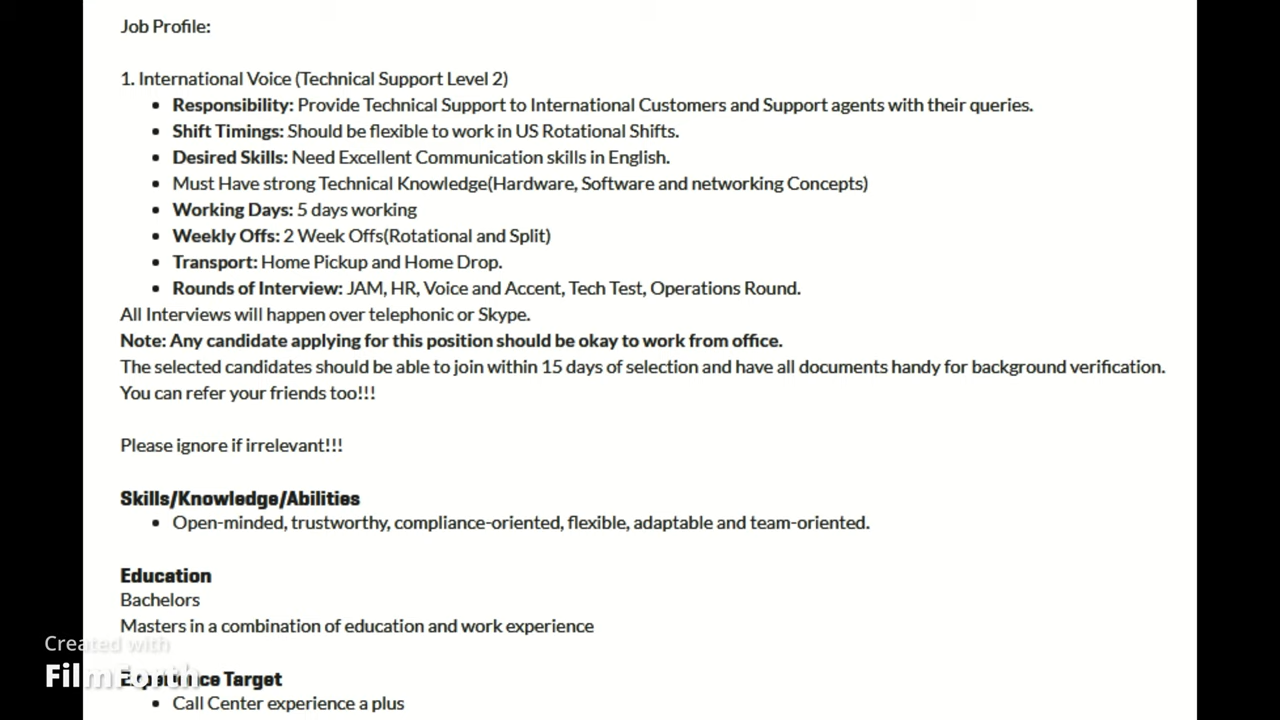 Job Profile:
1. International Voice (Technical Support Level 2)
• Responsibility: Provide Technical Support to International Customers and Support agents with their queries.
• Shift Timings: Should be flexible to work in US Rotational Shifts.
• Desired Skills: Need Excellent Communication skills in English.
• Must Have strong Technical Knowledge(Hardware, Software and networking Concepts)
• Working Days: 5 days working
• Weekly Offs: 2 Week Offs(Rotational and Split)
• Transport: Home Pickup and Home Drop.
• Rounds of Interview: JAM, HR, Voice and Accent, Tech Test, Operations Round.
All Interviews will happen over telephonic or Skype.
Note: Any candidate applying for this position should be okay to work from office.
The selected candidates should be able to join within 15 days of selection and have all documents handy for background verification.
You can refer your friends too!!!
Please ignore if irrelevant!!!
Skills/Knowledge/Abilities
• Open-minded, trustworthy, compliance-oriented, flexible, adaptable and team-oriented.
Education
Bachelors
Masters in a combination of education and work experience
Created with
FilmForth
Experience Target
• Call Center experience a plus